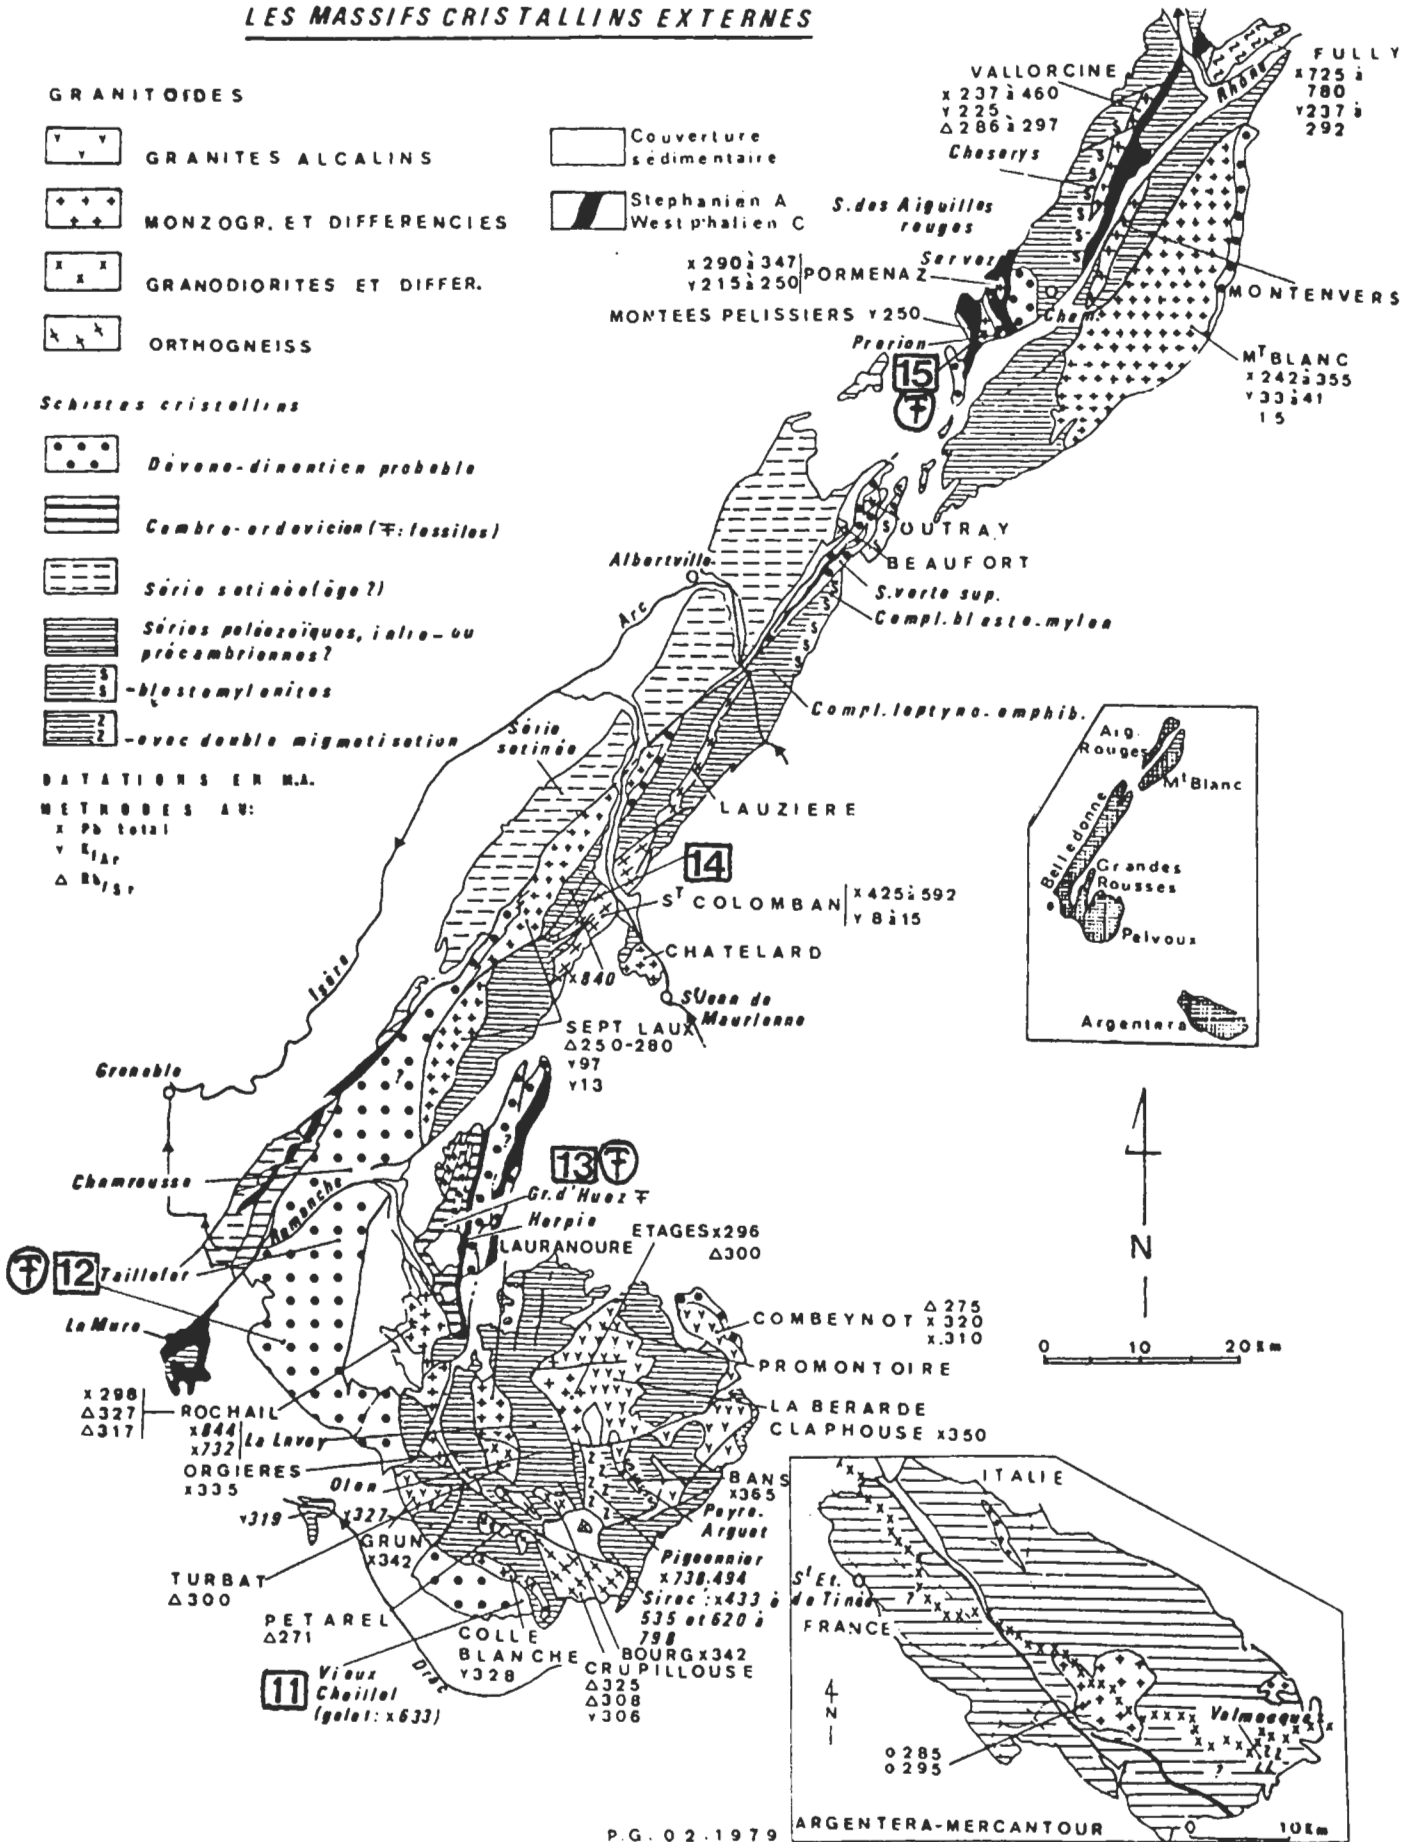 LES MASSIFS CRISTALLINS EXTERNES
GRANITOIDES
GRANITES ALCALINS
MONZOGR. ET DIFFERENCIES
GRANODIORITES ET DIFFER.
ORTHOGNEISS
Couverture
sédimentaire
Stephanien A
Westphalien C
Schistes cristallins
Dévono-dinantien probable
Cambro-ordovicien (Ŧ: fossiles)
Série satinée (âge ?)
Séries paléozoïques, infra-ou
précambriennes?
S
S
-blastomylonites
Z
Z
-avec double migmatisation
DATATIONS EN M.A.
METHODES AU:
x Pb total
Y K/Ar
△ Rb/Sr
VALLORCINE
x 237 à 460
Y 225
△ 286 à 297
Cheserys
FULLY
x 725 à
780
Y 237 à
292
Rhône
S. des Aiguilles
rouges
Servoz
x 290 à 347
Y 215 à 250
PORMENAZ
MONTEES PELISSIERS Y 250
Cham.
Prarion
15
Ŧ
MONTENVERS
MT BLANC
x 242 à 355
Y 33 à 41
15
OUTRAY
BEAUFORT
S. verte sup.
Compl. blasto-mylon
Albertville
Arc
Compl. leptyno-amphib.
Série
satinée
LAUZIERE
14
ST COLOMBAN
x 425 à 592
Y 8 à 15
CHATELARD
x 840
St Jean de
Maurienne
Isère
SEPT LAUX
△ 250-280
Y 97
Y 13
Grenoble
?
Aig.
Rouges
Mt Blanc
Belledonne
Grandes
Rousses
Pelvoux
Argentera
N
0 10 20 Km
Chamrousse
Romanche
13 Ŧ
Gr. d'Huez Ŧ
Herpie
LAURANOURE
ETAGES x 296
△ 300
Ŧ 12 Taillefer
La Mure
COMBEYNOT △ 275
x 320
x 310
PROMONTOIRE
LA BERARDE
CLAPHOUSE x 350
x 298
△ 327
△ 317
ROCHAIL
x 844
x 732
La Lavey
ORGIERES
x 335
Olan
BANS
x 365
Peyre-
Arguet
Y 319
Y 327
GRUN
x 342
Pigeonnier
x 738.494
Sirac : x 433 à
535 et 620 à
798
TURBAT
△ 300
PETAREL
△ 271
COLLE
BLANCHE
Y 328
BOURG x 342
CRUPILLOUSE
△ 325
△ 308
Y 306
Drac
11
Vieux
Chaillol
(galet : x 633)
ITALIE
St Et.
de Tinée
?
FRANCE
N
Valmasque
?
0 285
0 295
ARGENTERA-MERCANTOUR
0 10 Km
P.G. 02.1979